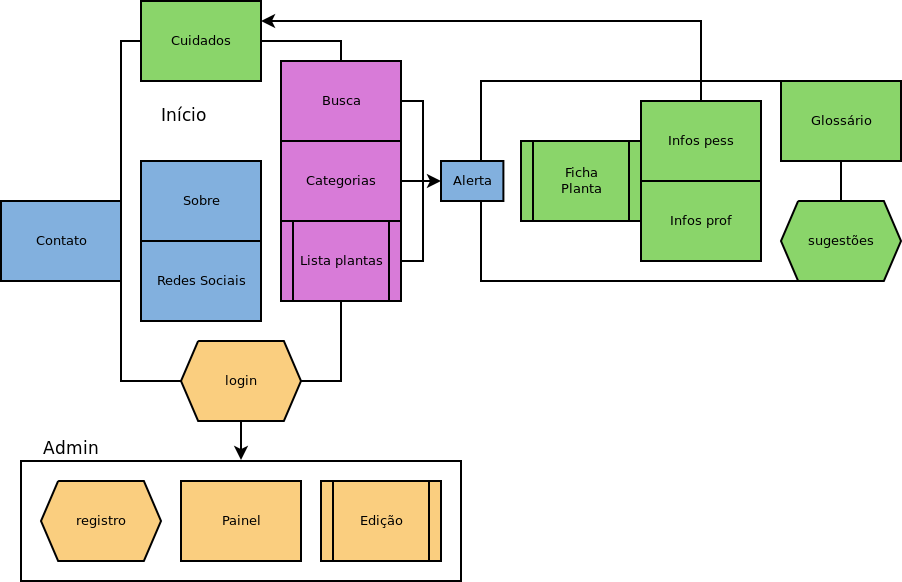 Cuidados
Início
Busca
Glossário
Infos pess
Categorias
Alerta
Ficha
Planta
Sobre
Infos prof
Contato
Lista plantas
sugestões
Redes Sociais
login
Admin
registro
Painel
Edição